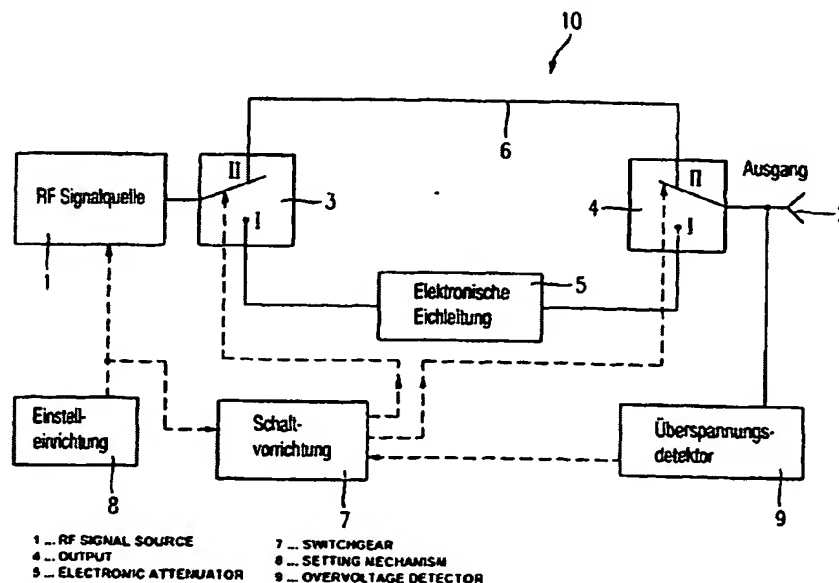 10
6
II
RF Signalquelle
3
I
1
Π
4
I
Ausgang
Elektronische
Eichleitung
5
Einstell-
einrichtung
8
Schalt-
vorrichtung
7
Überspannungs-
detektor
9
1 ... RF SIGNAL SOURCE
4 ... OUTPUT
5 ... ELECTRONIC ATTENUATOR
7 ... SWITCHGEAR
8 ... SETTING MECHANISM
9 ... OVERVOLTAGE DETECTOR